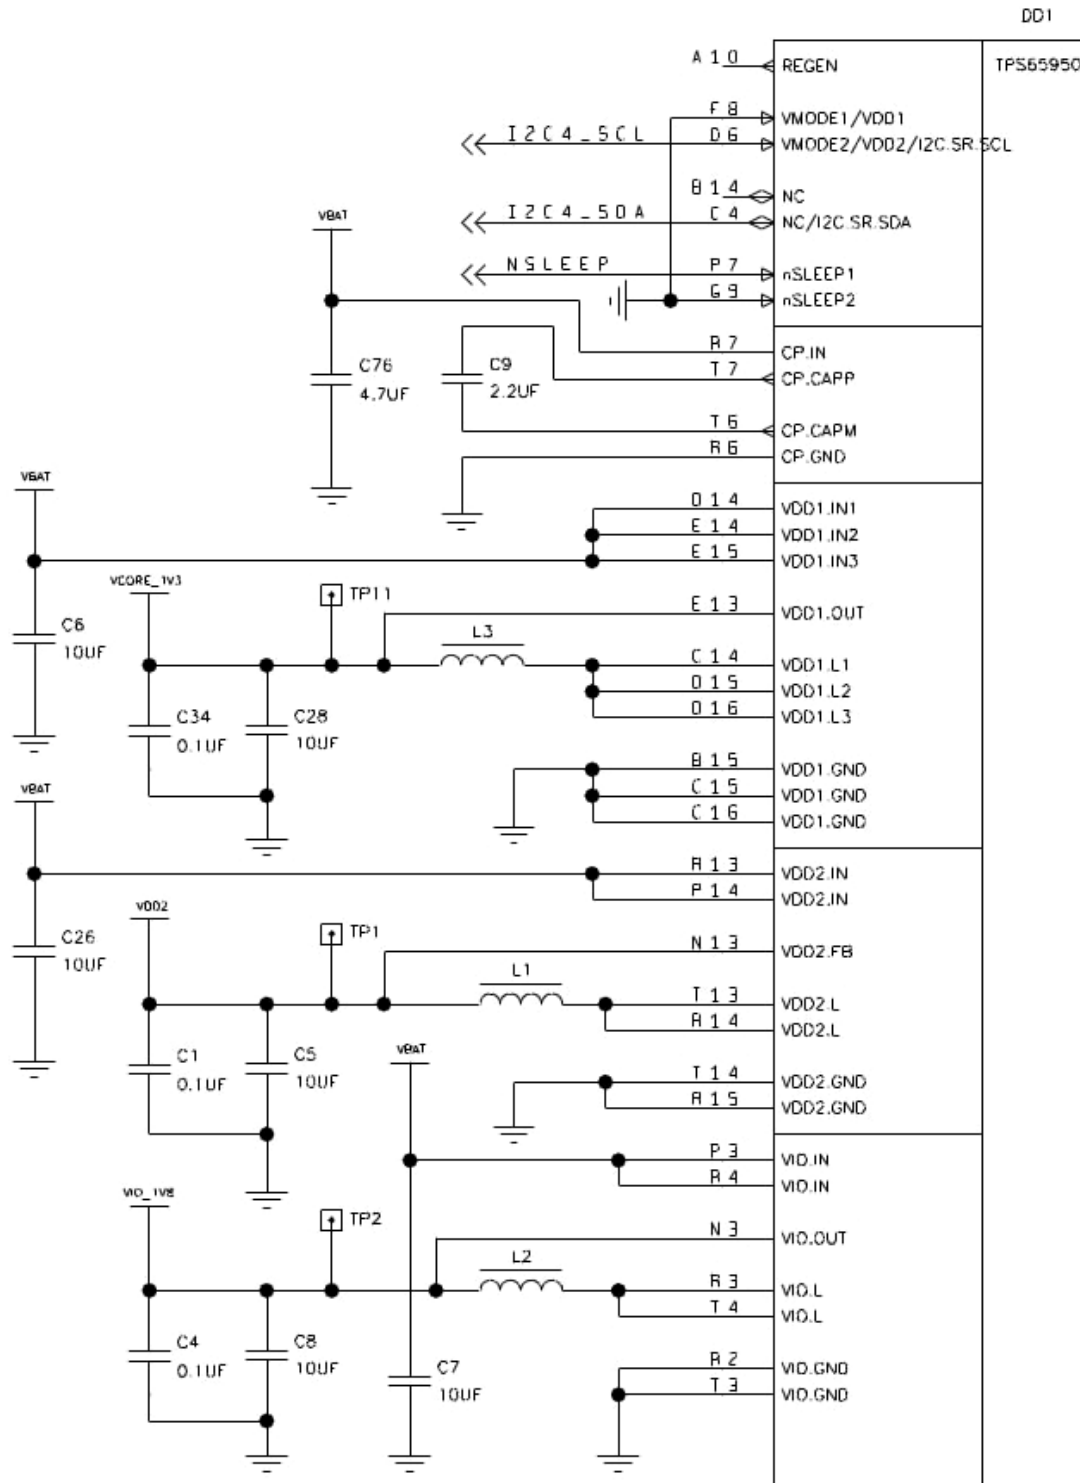 DD1
A10 REGEN TPS65950
F8 VMODE1/VDD1
I2C4_SCL D6 VMODE2/VDD2/I2C.SR.SCL
B14 NC
VBAT I2C4_SDA C4 NC/I2C.SR.SDA
NSLEEP P7 nSLEEP1
G9 nSLEEP2
R7 CP.IN
C76 C9 T7 CP.CAPP
4.7UF 2.2UF
T6 CP.CAPM
R6 CP.GND
VBAT
D14 VDD1.IN1
E14 VDD1.IN2
E15 VDD1.IN3
VCORE_1V3
TP11 E13 VDD1.OUT
C6 L3
10UF
C14 VDD1.L1
D15 VDD1.L2
C34 C28 D16 VDD1.L3
0.1UF 10UF
B15 VDD1.GND
VBAT C15 VDD1.GND
C16 VDD1.GND
R13 VDD2.IN
P14 VDD2.IN
VDD2
C26 TP1 N13 VDD2.FB
10UF L1
T13 VDD2.L
R14 VDD2.L
C1 C5 VBAT
0.1UF 10UF T14 VDD2.GND
R15 VDD2.GND
P3 VIO.IN
VIO_1V8 R4 VIO.IN
TP2 N3 VIO.OUT
L2
R3 VIO.L
T4 VIO.L
C4 C8
0.1UF 10UF C7 R2 VIO.GND
10UF T3 VIO.GND